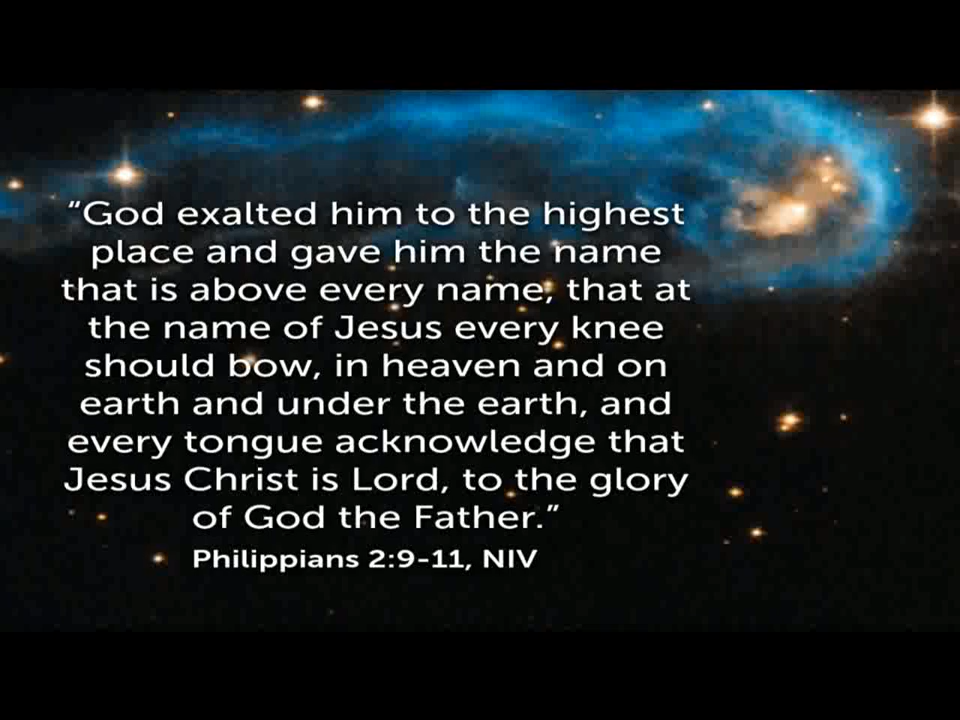 “God exalted him to the highest
place and gave him the name
that is above every name, that at
the name of Jesus every knee
should bow, in heaven and on
earth and under the earth, and
every tongue acknowledge that
Jesus Christ is Lord, to the glory
of God the Father.”
Philippians 2:9-11, NIV